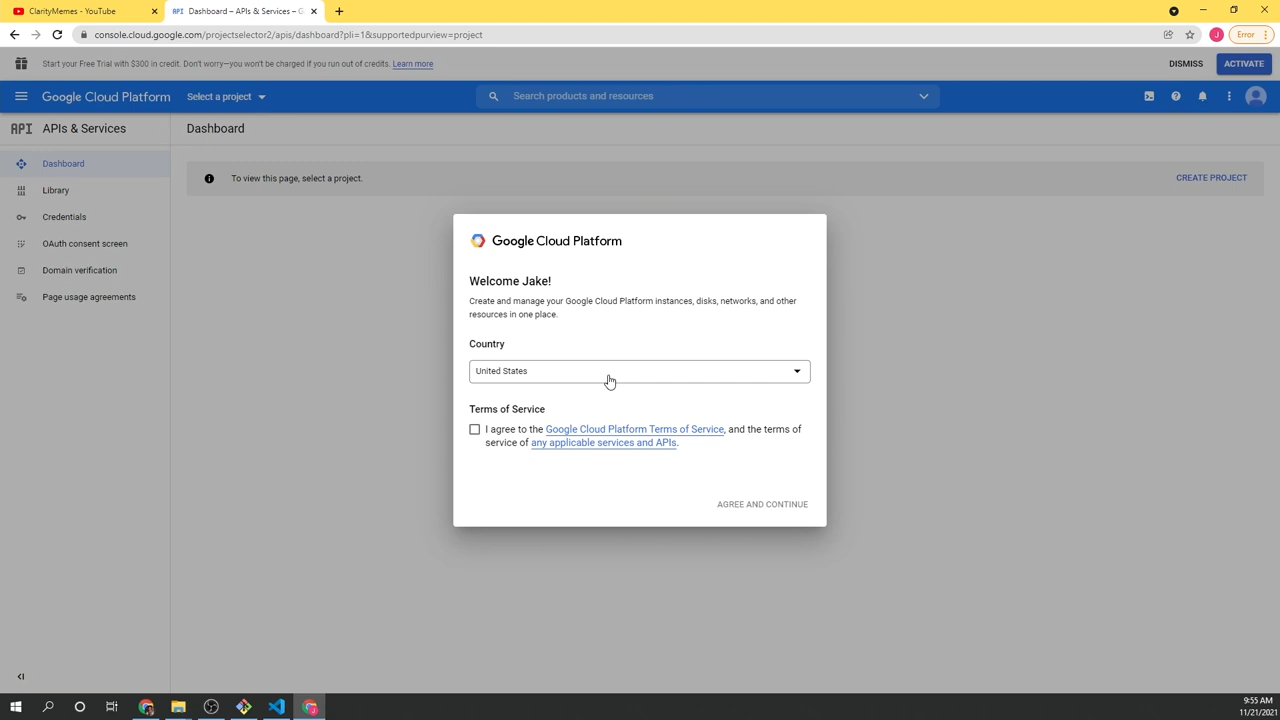 ClarityMemes - YouTube
API Dashboard – APIs & Services – G
console.cloud.google.com/projectselector2/apis/dashboard?pli=1&supportedpurview=project
J
Error
Start your Free Trial with $300 in credit. Don't worry—you won't be charged if you run out of credits. Learn more
DISMISS
ACTIVATE
Google Cloud Platform
Select a project
Search products and resources
API APIs & Services
Dashboard
Dashboard
To view this page, select a project.
CREATE PROJECT
Library
Credentials
OAuth consent screen
Domain verification
Page usage agreements
Google Cloud Platform
Welcome Jake!
Create and manage your Google Cloud Platform instances, disks, networks, and other
resources in one place.
Country
United States
Terms of Service
I agree to the Google Cloud Platform Terms of Service, and the terms
service of any applicable services and APIs.
AGREE AND CONTINUE
9:55 AM
11/21/2021